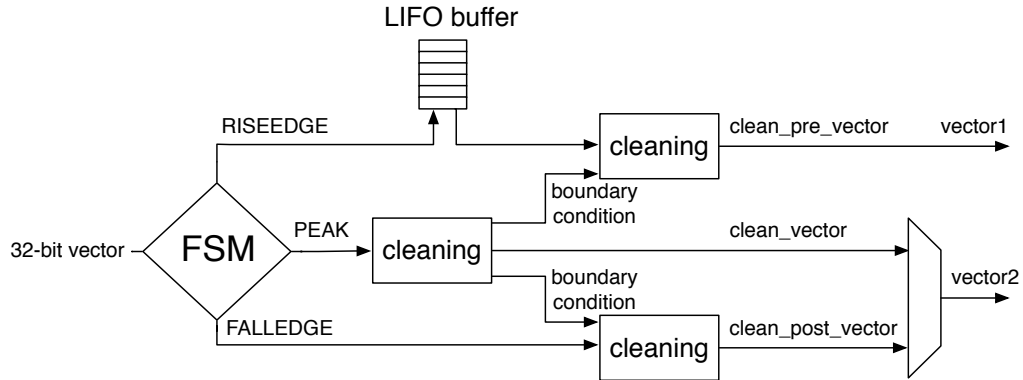 LIFO buffer
RISEEDGE
cleaning
clean_pre_vector
vector1
boundary
condition
32-bit vector
FSM
PEAK
cleaning
clean_vector
boundary
condition
vector2
FALLEDGE
cleaning
clean_post_vector